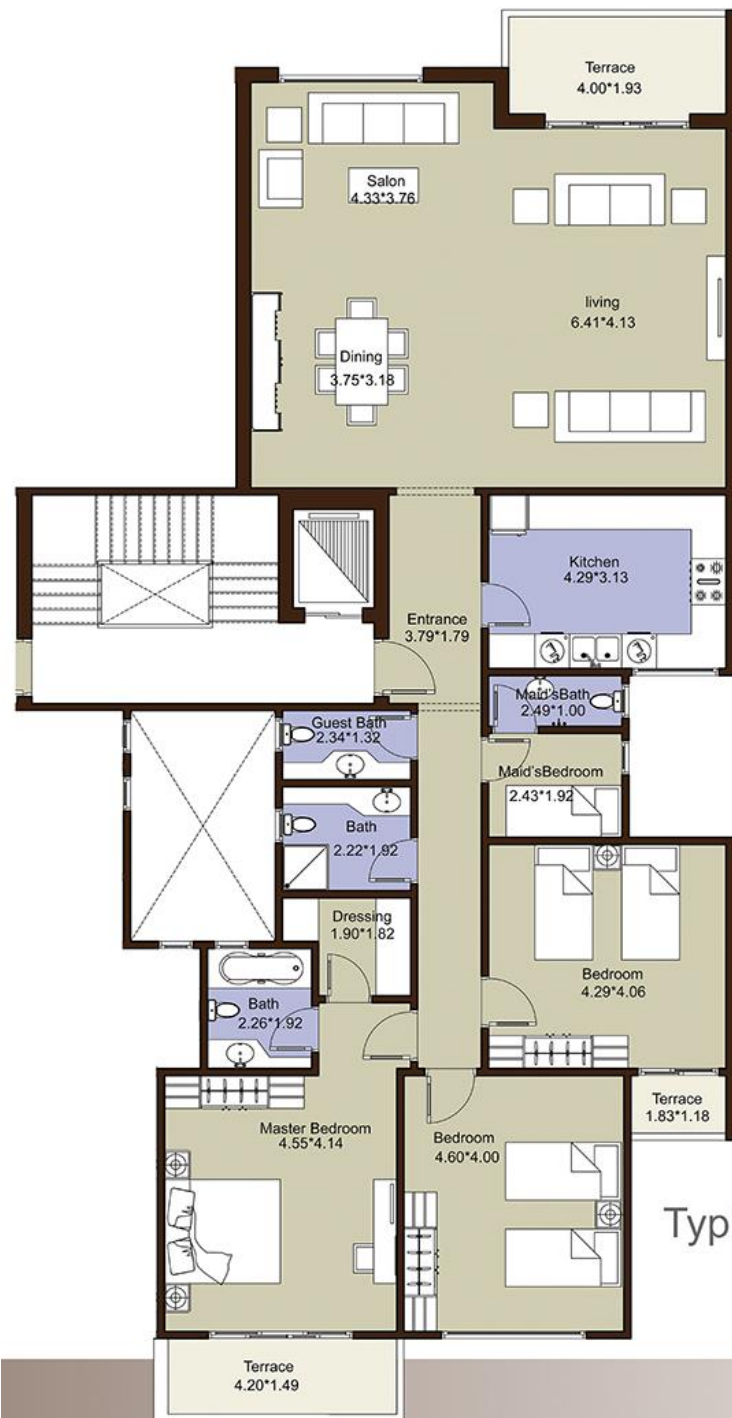 Terrace
4.00*1.93
Salon
4.33*3.76
living
6.41*4.13
Dining
3.75*3.18
Kitchen
4.29*3.13
Entrance
3.79*1.79
Maid'sBath
2.49*1.00
Guest Bath
2.34*1.32
Maid'sBedroom
2.43*1.92
Bath
2.22*1.92
Dressing
1.90*1.82
Bedroom
4.29*4.06
Bath
2.26*1.92
Terrace
1.83*1.18
Master Bedroom
4.55*4.14
Bedroom
4.60*4.00
Typ
Terrace
4.20*1.49